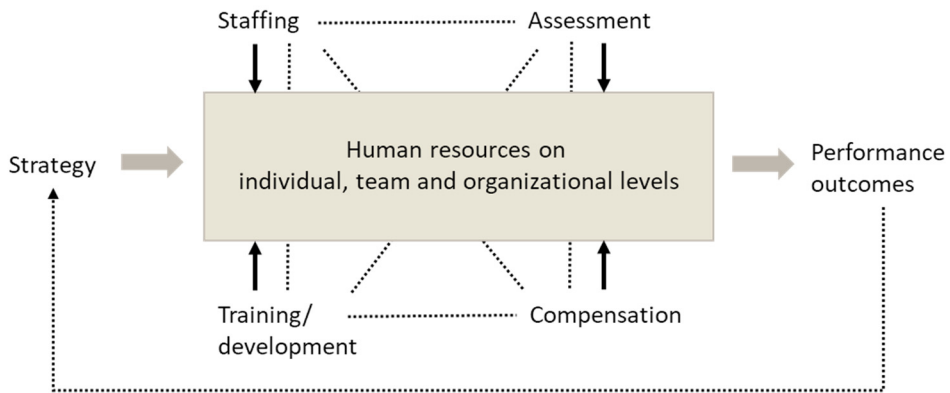 Staffing
Assessment
Human resources on
individual, team and organizational levels
Strategy
Performance
outcomes
Training/
development
Compensation